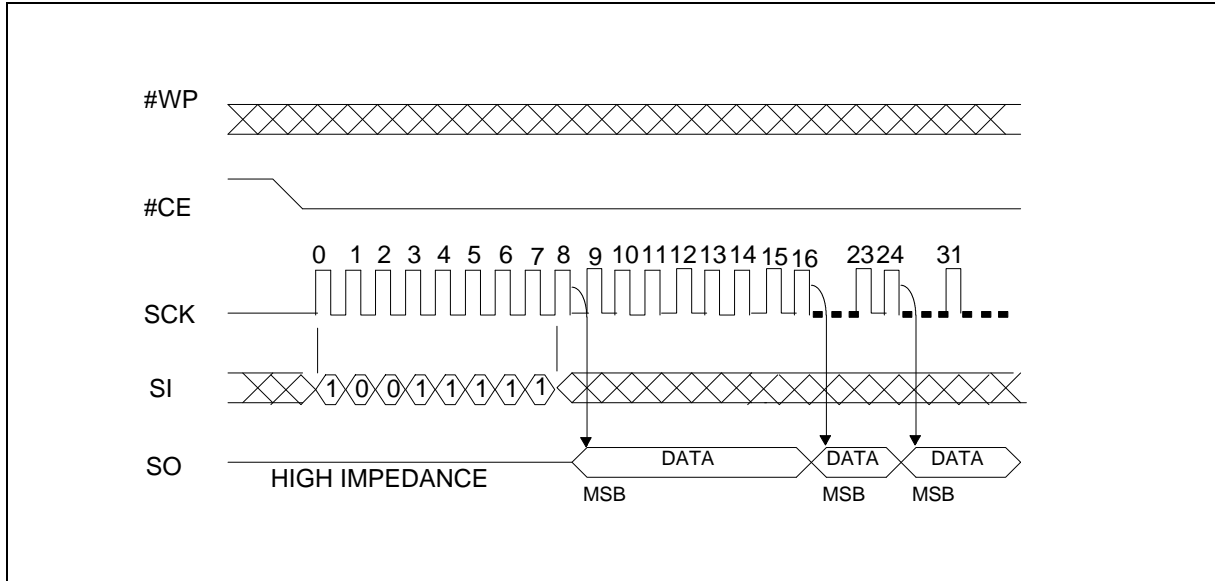 #WP
#CE
0 1 2 3 4 5 6 7 8 9 10 11 12 13 14 15 16 23 24 31
SCK
SI 1 0 0 1 1 1 1 1
SO HIGH IMPEDANCE DATA DATA DATA
MSB MSB MSB